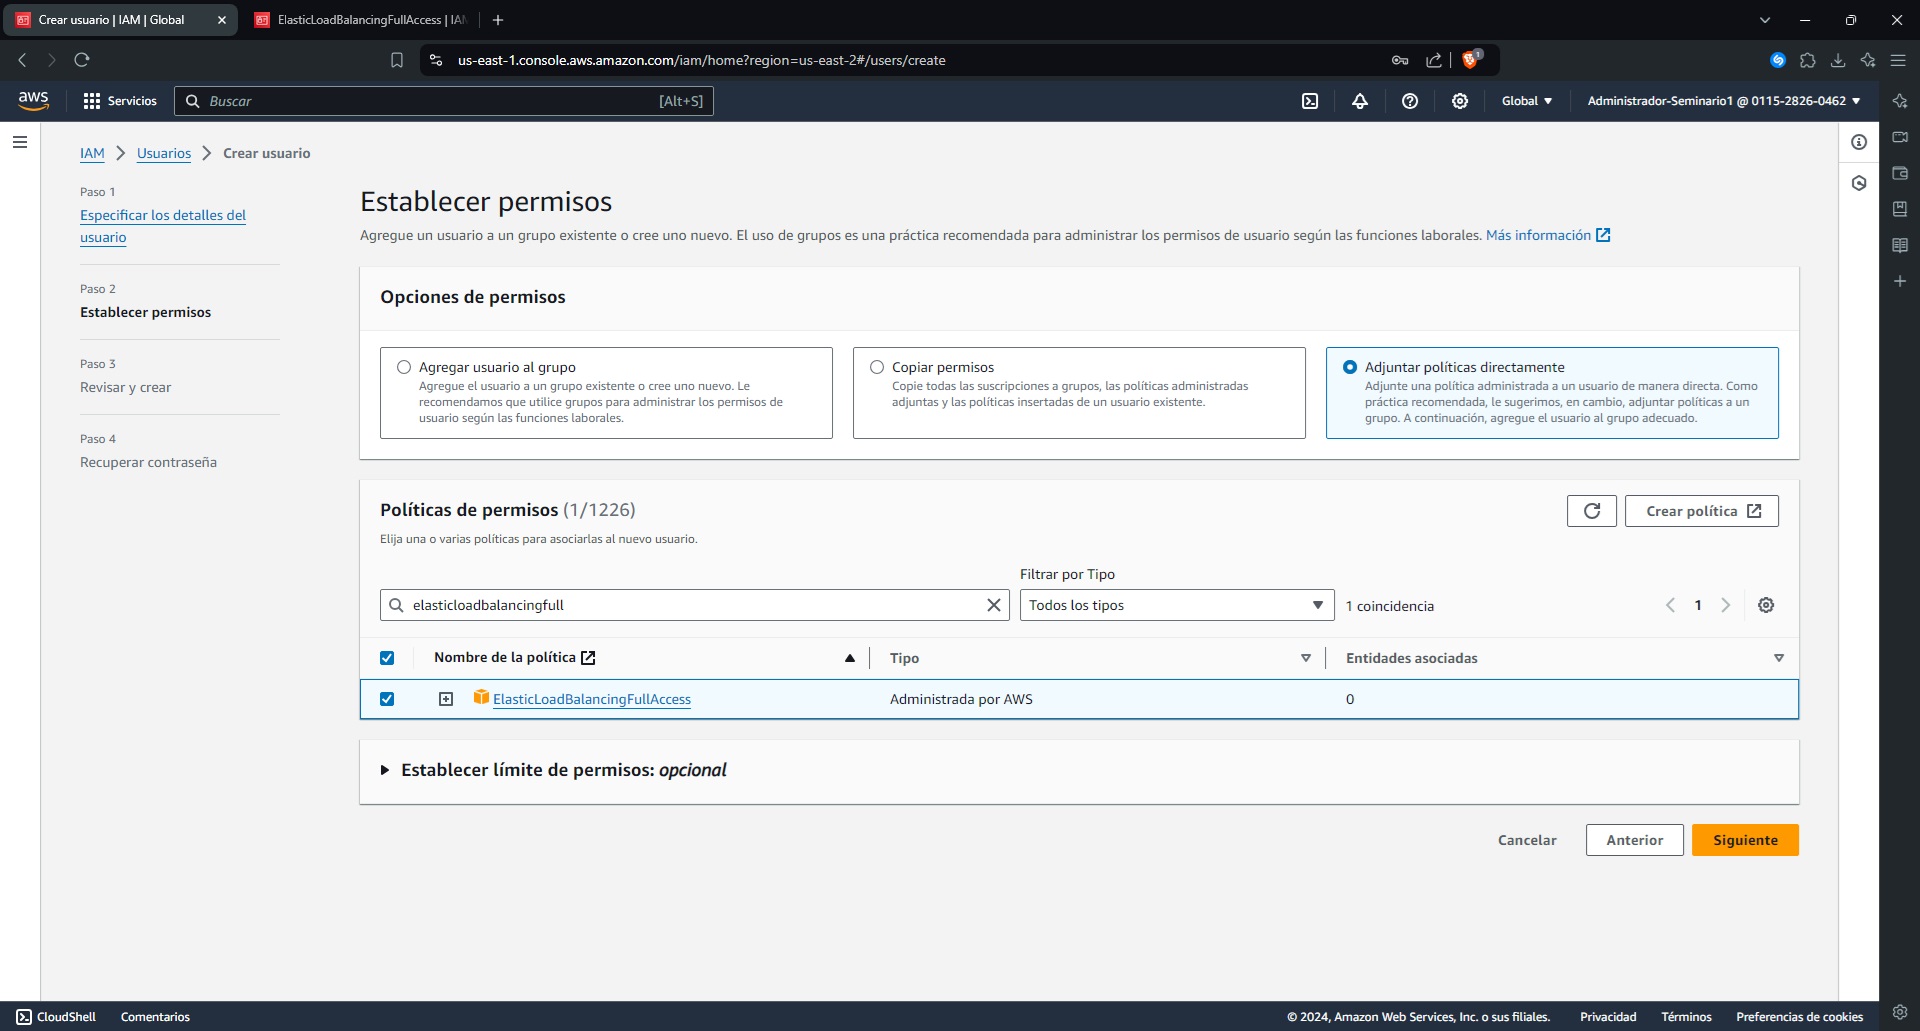 Crear usuario | IAM | Global
ElasticLoadBalancingFullAccess | IAM
us-east-1.console.aws.amazon.com/iam/home?region=us-east-2#/users/create
1
aws
Servicios
Buscar
[Alt+S]
Global
Administrador-Seminario1 @ 0115-2826-0462
IAM
Usuarios
Crear usuario
Paso 1
Especificar los detalles del
usuario
Paso 2
Establecer permisos
Paso 3
Revisar y crear
Paso 4
Recuperar contraseña
Establecer permisos
Agregue un usuario a un grupo existente o cree uno nuevo. El uso de grupos es una práctica recomendada para administrar los permisos de usuario según las funciones laborales. Más información
Opciones de permisos
Agregar usuario al grupo
Agregue el usuario a un grupo existente o cree uno nuevo. Le
recomendamos que utilice grupos para administrar los permisos de
usuario según las funciones laborales.
Copiar permisos
Copie todas las suscripciones a grupos, las políticas administradas
adjuntas y las políticas insertadas de un usuario existente.
Adjuntar políticas directamente
Adjunte una política administrada a un usuario de manera directa. Como
práctica recomendada, le sugerimos, en cambio, adjuntar políticas a un
grupo. A continuación, agregue el usuario al grupo adecuado.
Políticas de permisos (1/1226)
Elija una o varias políticas para asociarlas al nuevo usuario.
Crear política
Filtrar por Tipo
elasticloadbalancingfull
Todos los tipos
1 coincidencia
1
Nombre de la política
Tipo
Entidades asociadas
ElasticLoadBalancingFullAccess
Administrada por AWS
0
Establecer límite de permisos: opcional
Cancelar
Anterior
Siguiente
CloudShell
Comentarios
© 2024, Amazon Web Services, Inc. o sus filiales.
Privacidad
Términos
Preferencias de cookies